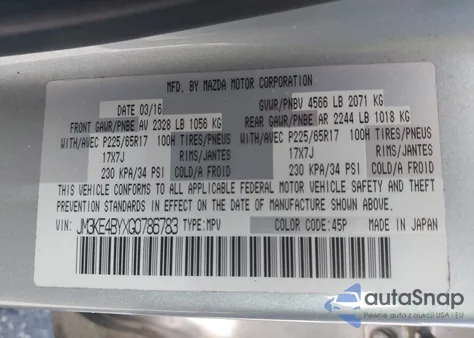 MFD. BY MAZDA MOTOR CORPORATION
DATE 03/16 GVWR/PNBV 4566 LB 2071 KG
FRONT GAWR/PNBE AV 2328 LB 1056 KG REAR GAWR/PNBE AR 2244 LB 1018 KG
WITH/AVEC P225/65R17 100H TIRES/PNEUS WITH/AVEC P225/65R17 100H TIRES/PNEUS
17X7J RIMS/JANTES 17X7J RIMS/JANTES
230 KPA/34 PSI COLD/A FROID 230 KPA/34 PSI COLD/A FROID
THIS VEHICLE CONFORMS TO ALL APPLICABLE FEDERAL MOTOR VEHICLE SAFETY AND THEFT
PREVENTION STANDARDS IN EFFECT ON THE DATE OF MANUFACTURE SHOWN ABOVE.
VIN: JM3KE4BYXG0786783 TYPE:MPV COLOR CODE:45P MADE IN JAPAN
autoSnap
Pewne auto z aukcji USA i EU